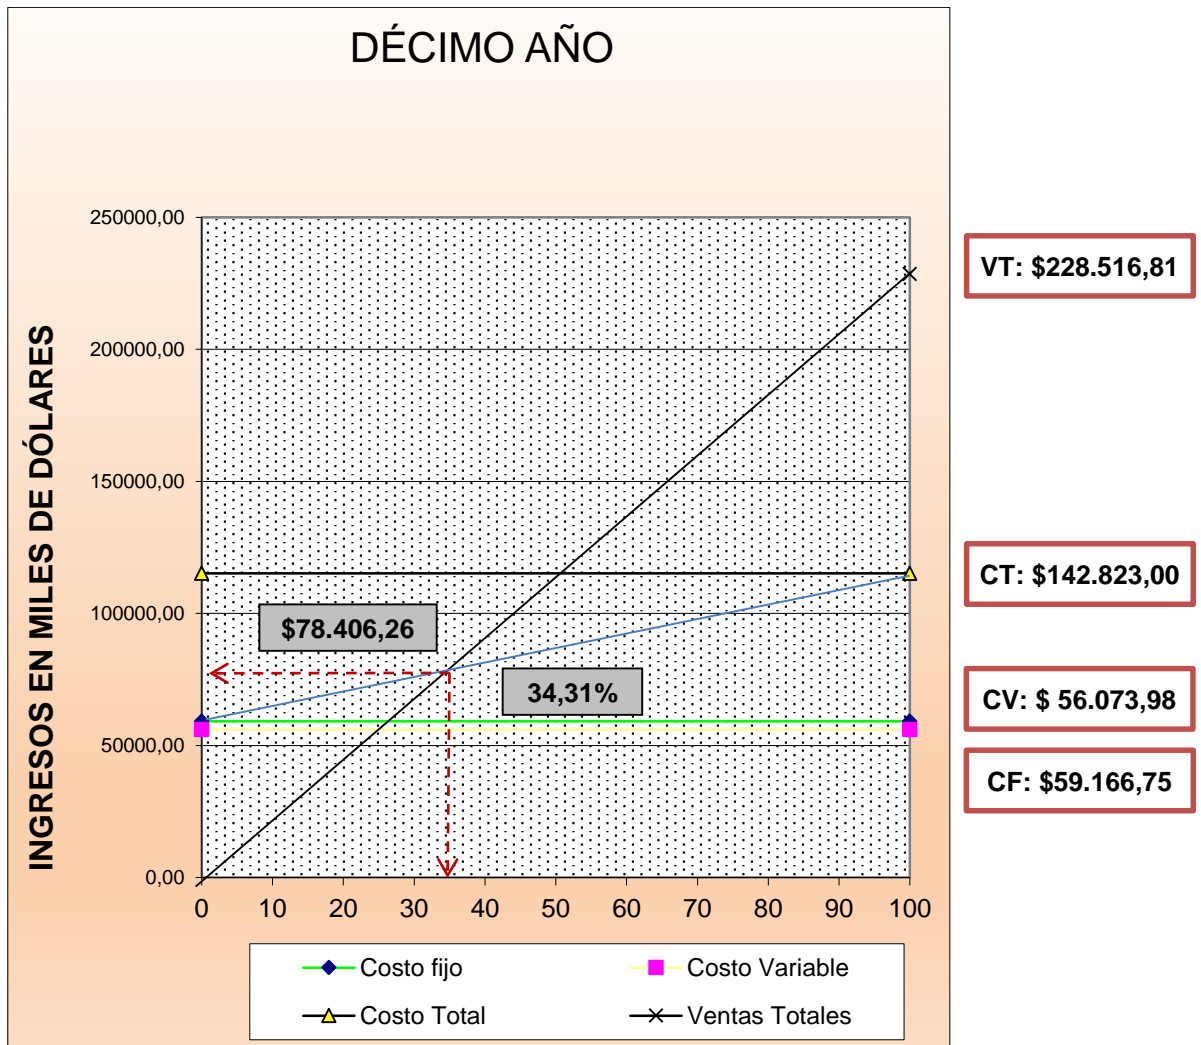 DÉCIMO AÑO
INGRESOS EN MILES DE DÓLARES
250000,00
200000,00
150000,00
100000,00
50000,00
0,00
0 10 20 30 40 50 60 70 80 90 100
$78.406,26
34,31%
VT: $228.516,81
CT: $142.823,00
CV: $ 56.073,98
CF: $59.166,75
Costo fijo
Costo Variable
Costo Total
Ventas Totales